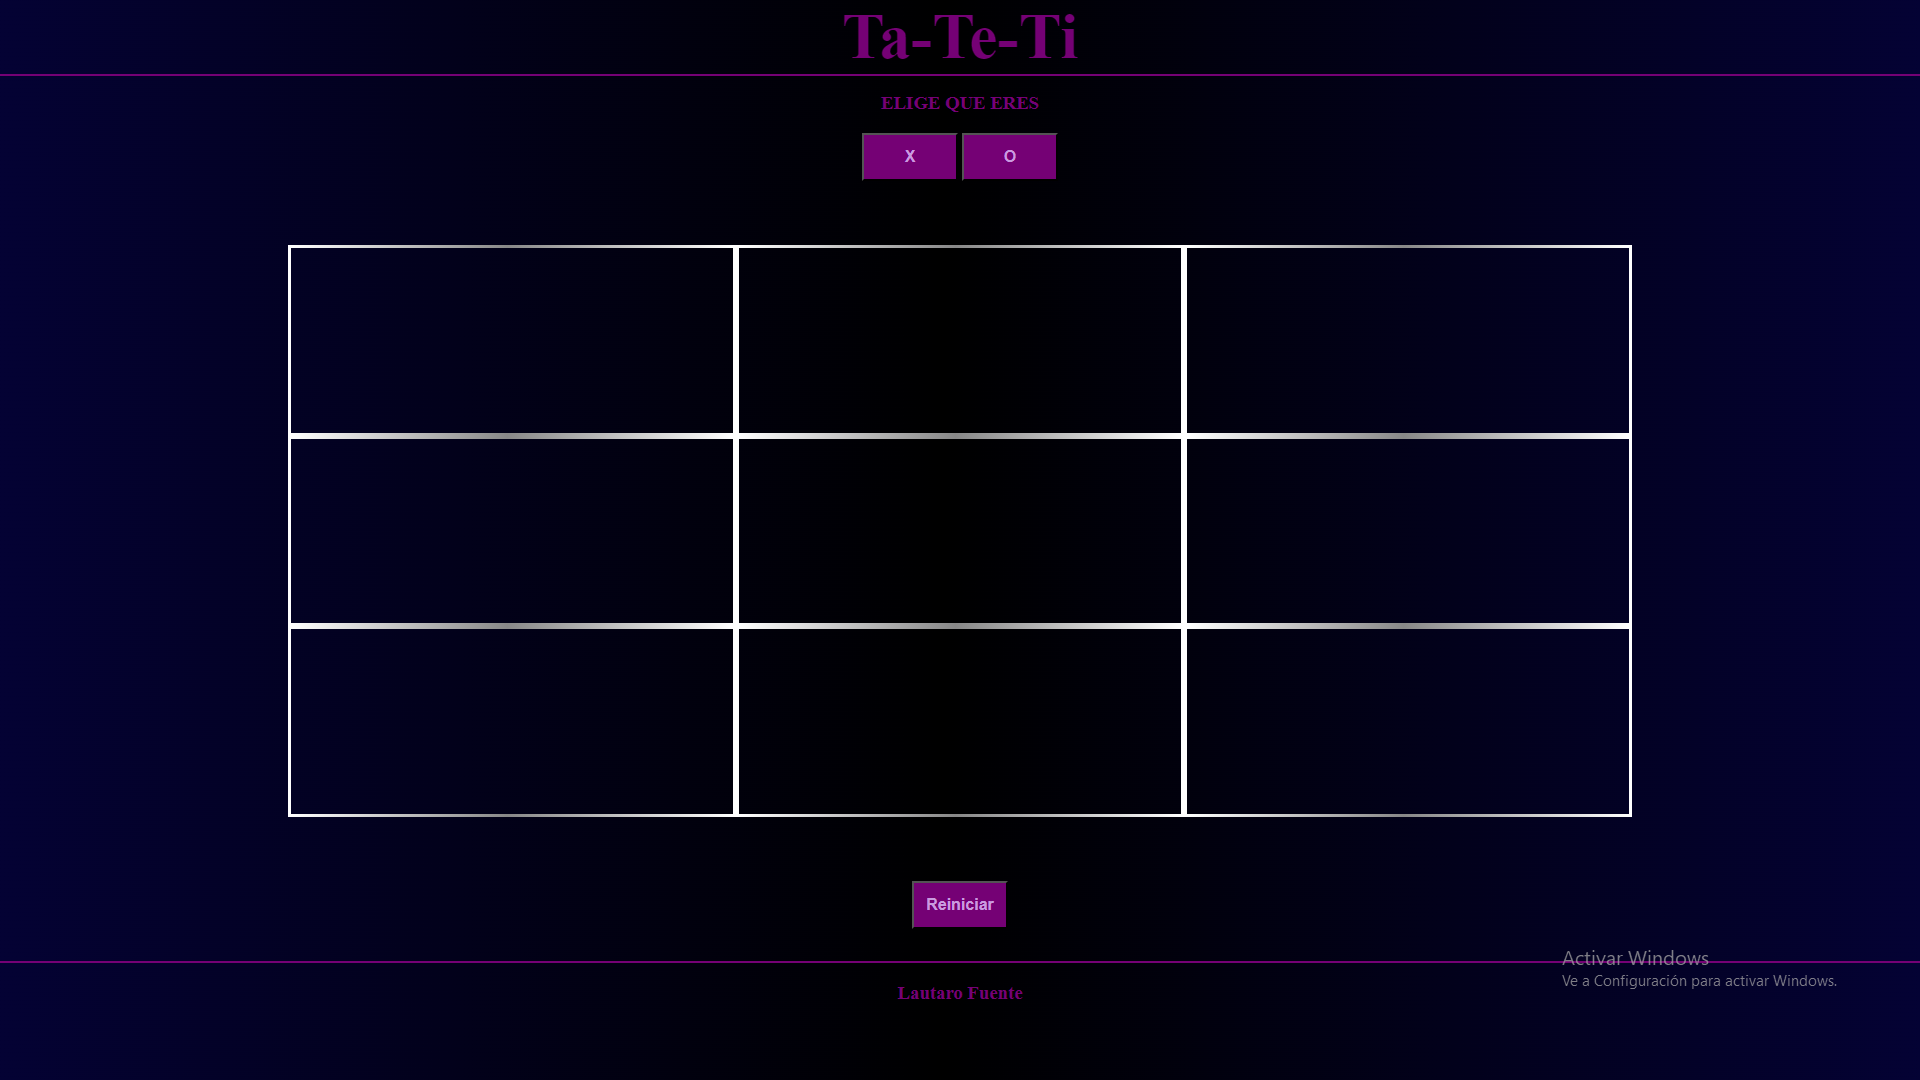 Ta-Te-Ti
ELIGE QUE ERES
X O
Reiniciar
Activar Windows
Ve a Configuración para activar Windows.
Lautaro Fuente